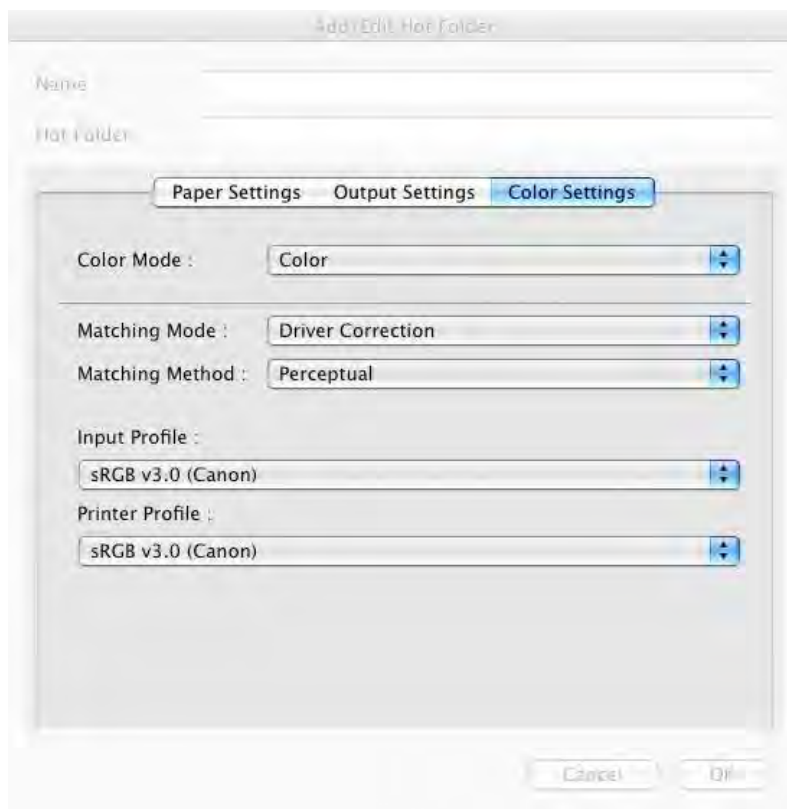 Add/Edit Hot Folder
Name
Hot Folder
Paper Settings Output Settings Color Settings
Color Mode : Color
Matching Mode : Driver Correction
Matching Method : Perceptual
Input Profile :
sRGB v3.0 (Canon)
Printer Profile :
sRGB v3.0 (Canon)
Cancel OK